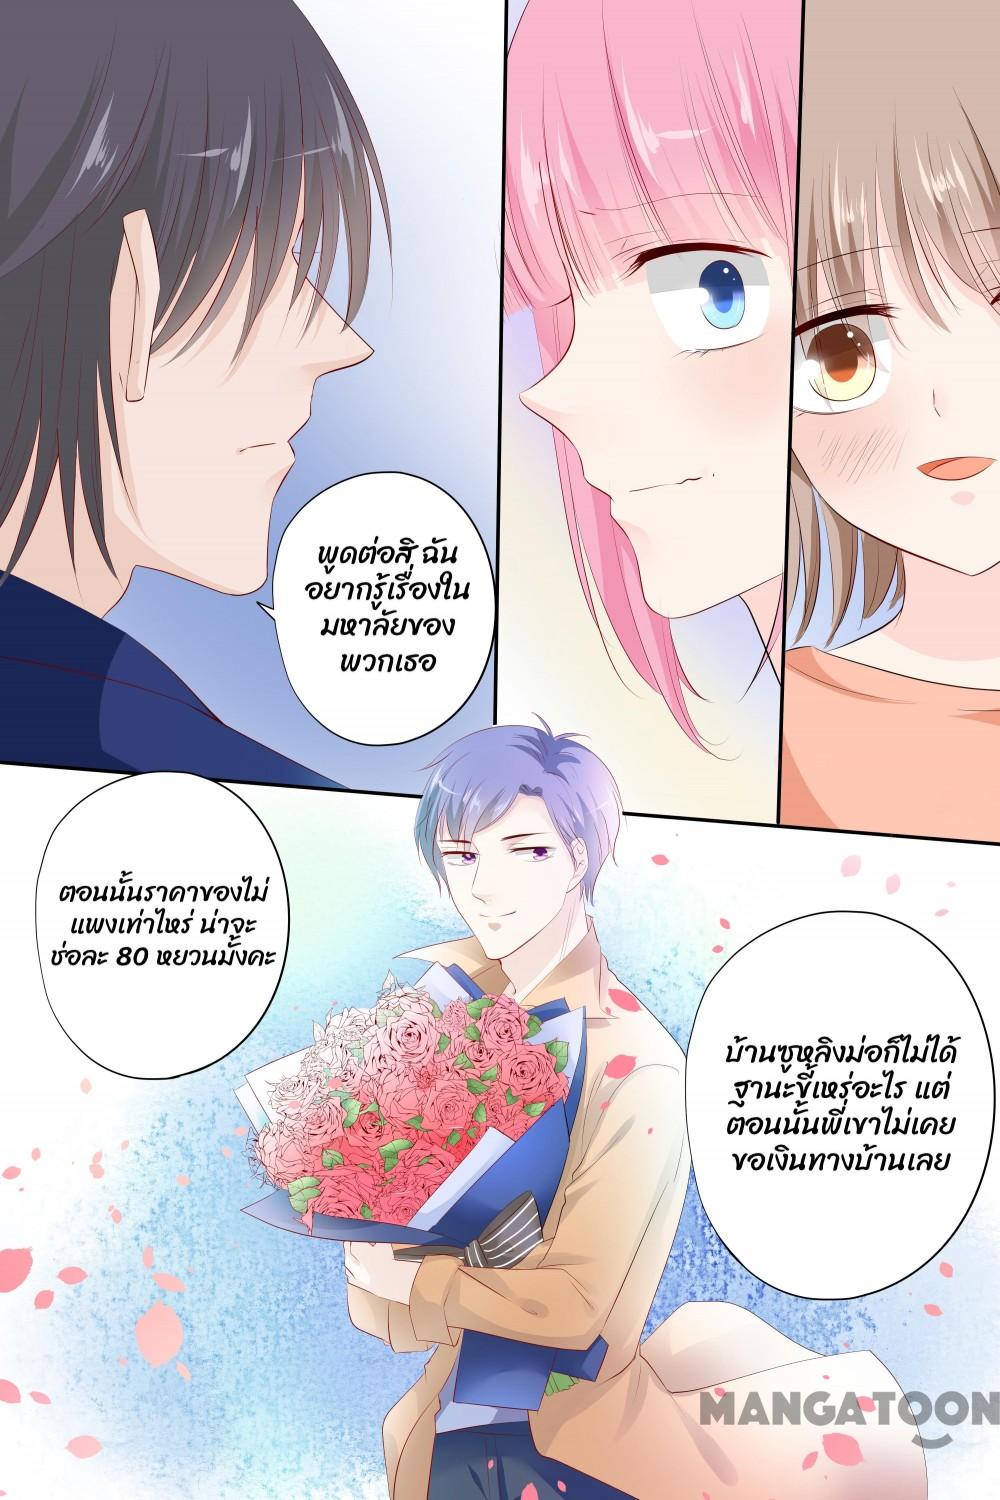 พูดต่อสิ ฉัน
อยากรู้เรื่องใน
มหาลัยของ
พวกเธอ
ตอนนั้นราคาของไม่
แพงเท่าไหร่ น่าจะ
ช่อละ 80 หยวนมั้งคะ
บ้านซูหลิงม่อก็ไม่ได้
ฐานะขี้เหร่อะไร แต่
ตอนนั้นพี่เขาไม่เคย
ขอเงินทางบ้านเลย
MANGATOON